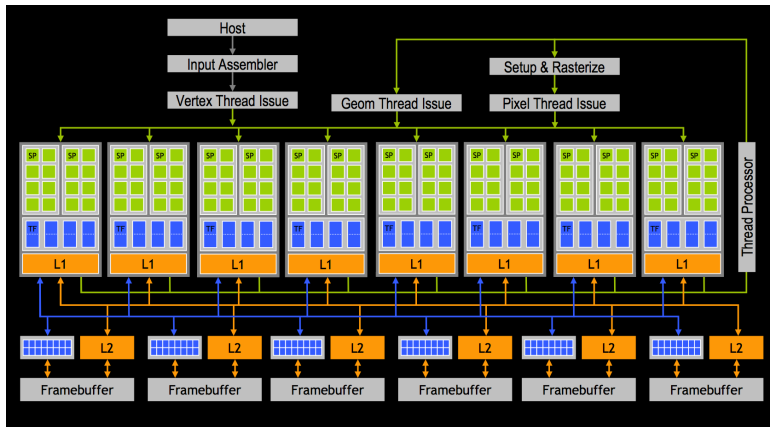 Host
Input Assembler
Setup & Rasterize
Vertex Thread Issue
Geom Thread Issue
Pixel Thread Issue
SP SP SP SP SP SP SP SP SP SP SP SP SP SP SP SP
Thread Processor
TF TF TF TF TF TF TF TF
L1 L1 L1 L1 L1 L1 L1 L1
L2 L2 L2 L2 L2 L2
Framebuffer Framebuffer Framebuffer Framebuffer Framebuffer Framebuffer